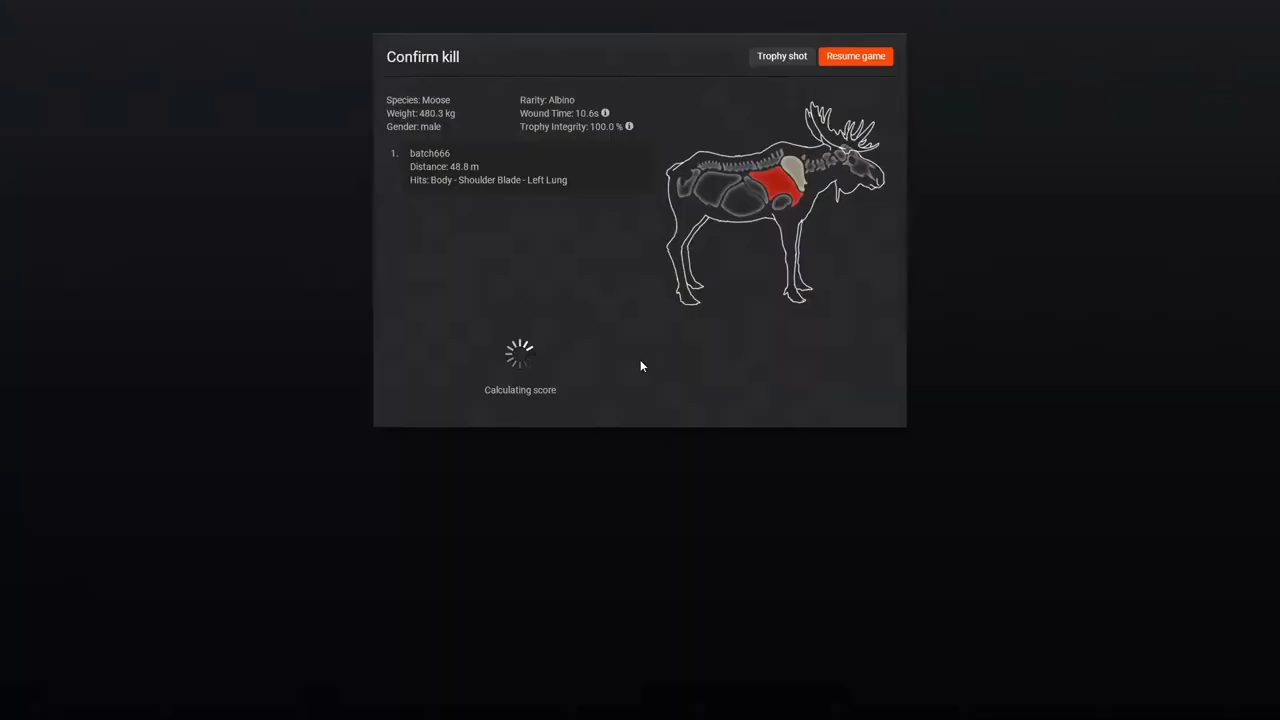 Confirm kill
Trophy shot
Resume game
Species: Moose
Weight: 480.3 kg
Gender: male
Rarity: Albino
Wound Time: 10.6s
Trophy Integrity: 100.0 %
1. batch666
Distance: 48.8 m
Hits: Body - Shoulder Blade - Left Lung
Calculating score